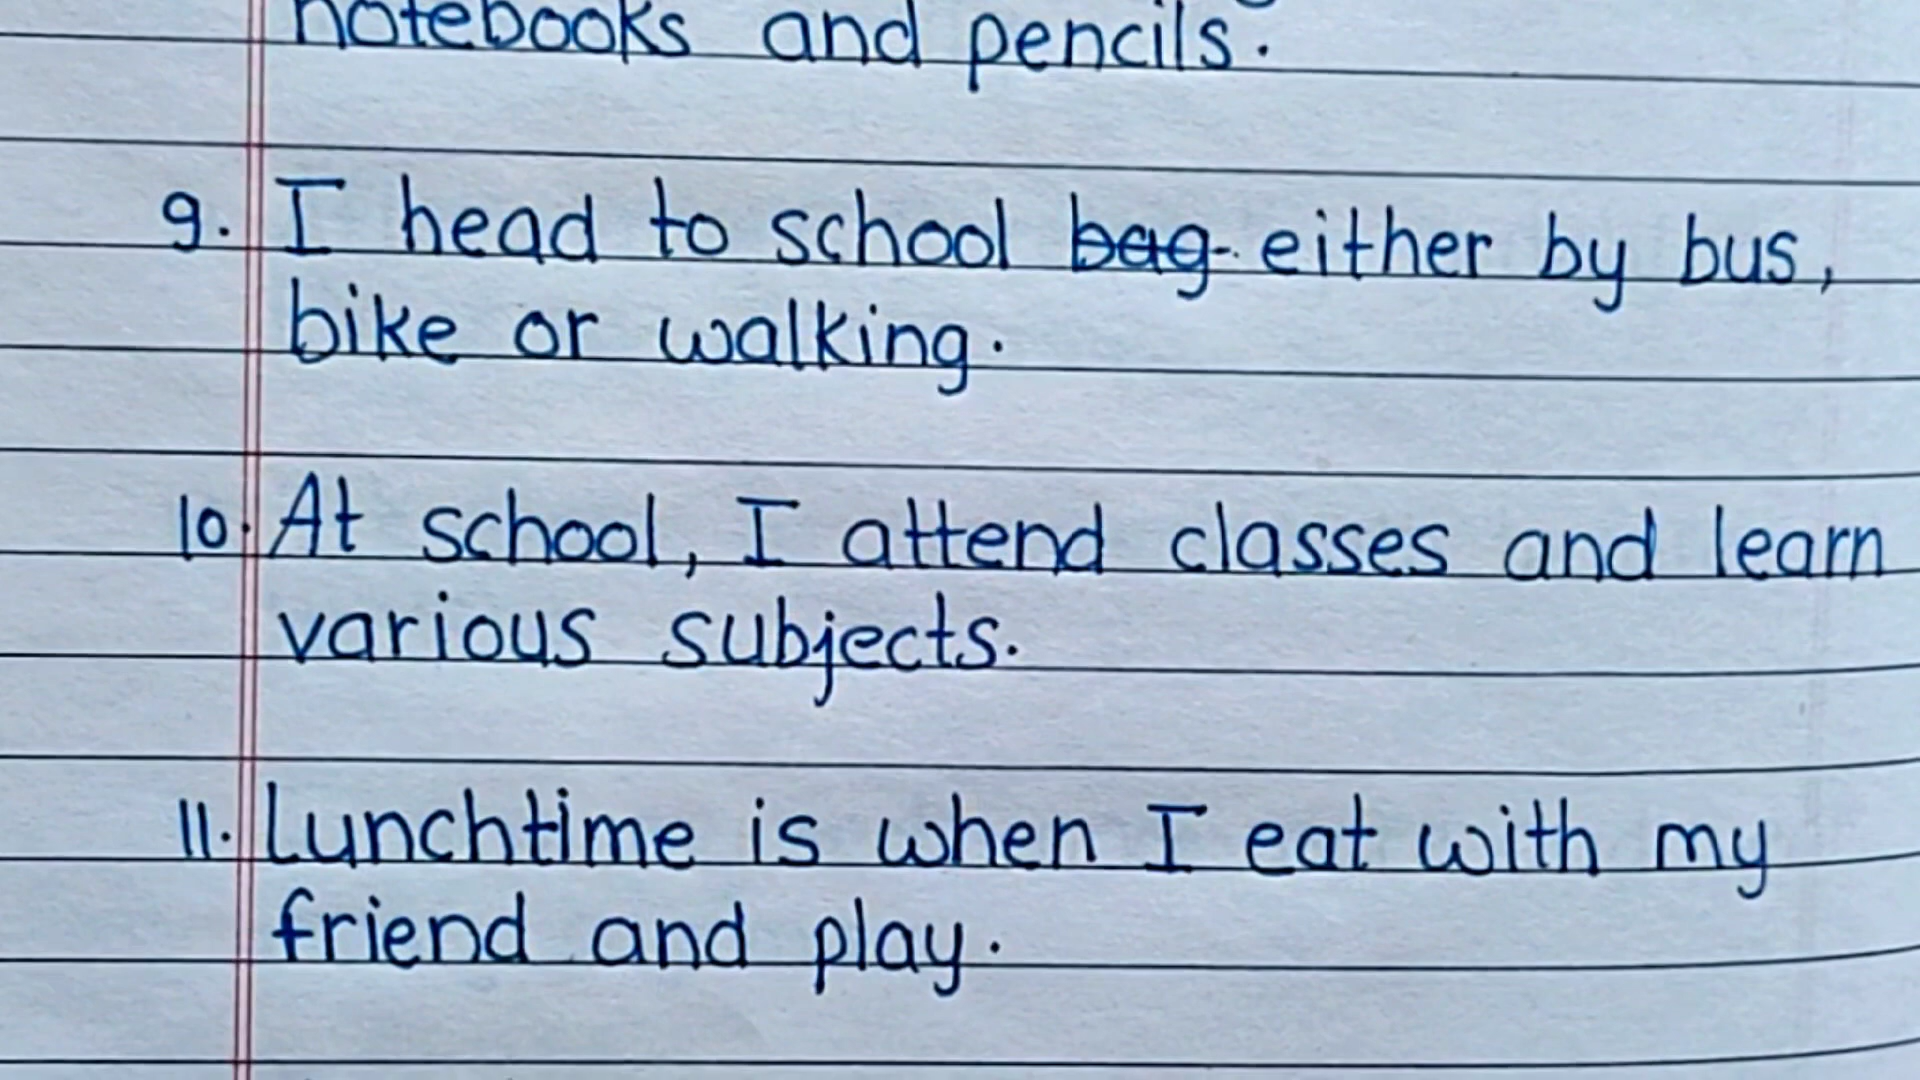 notebooks and pencils.
9. I head to school bag either by bus,
bike or walking.
10. At school, I attend classes and learn
various subjects.
11. Lunchtime is when I eat with my
friend and play.